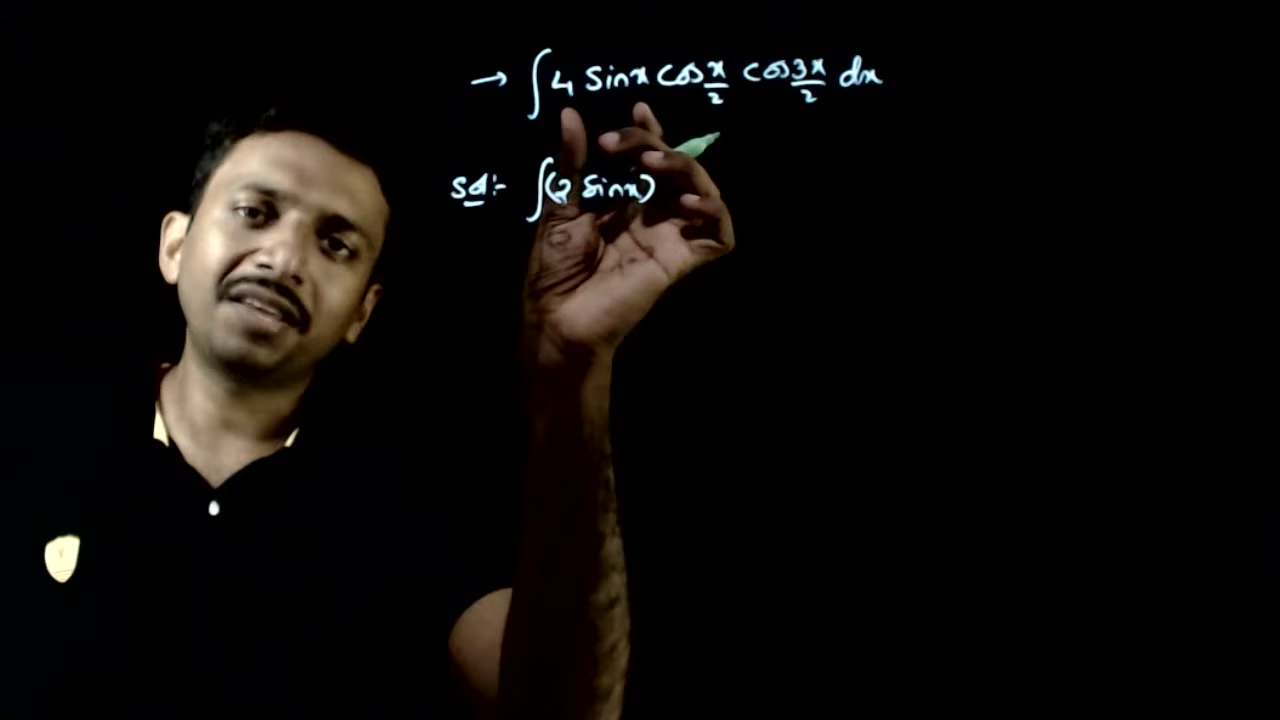 → ∫ 4 Sinx Cos x/2 Cos 3x/2 dx
Sol:- ∫(2 Sinx)